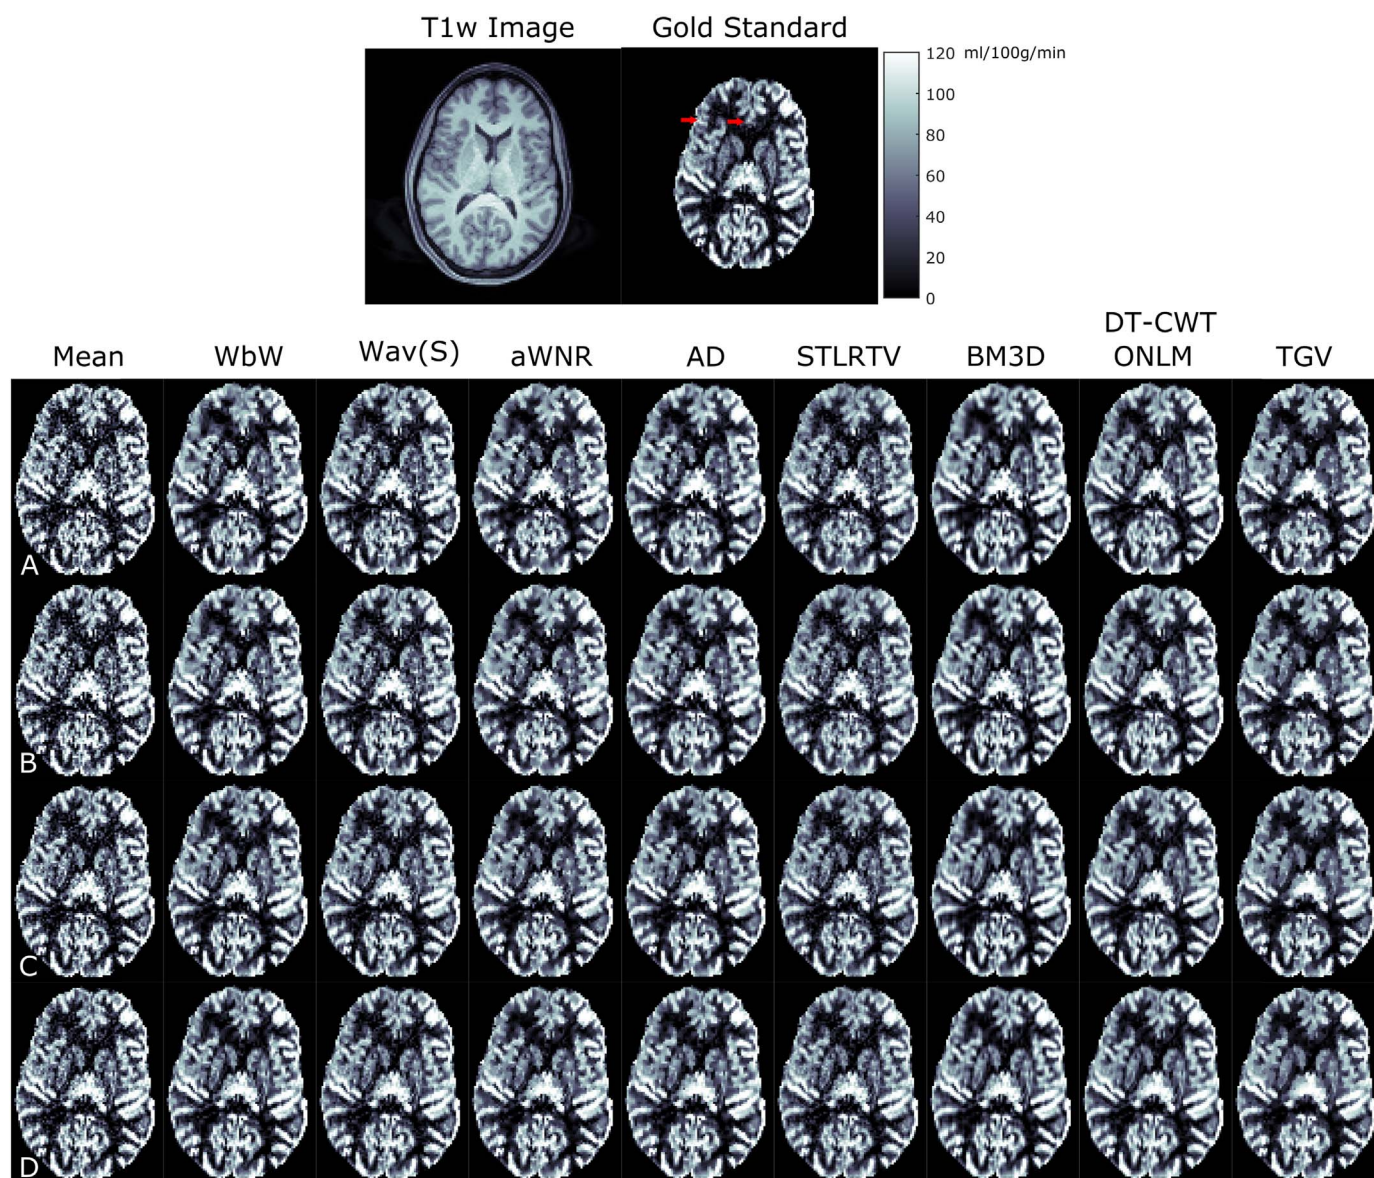 T1w Image
Gold Standard
120 ml/100g/min
100
80
60
40
20
0
Mean
WbW
Wav(S)
aWNR
AD
STLRTV
BM3D
DT-CWT
ONLM
TGV
A
B
C
D